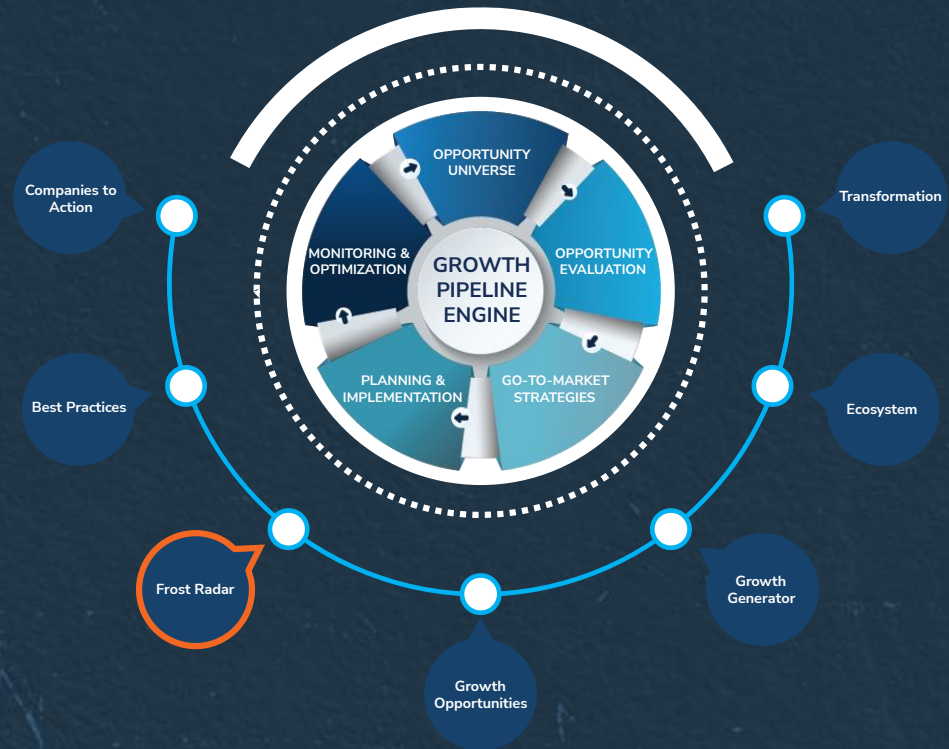 OPPORTUNITY
UNIVERSE
OPPORTUNITY
EVALUATION
GO-TO-MARKET
STRATEGIES
PLANNING &
IMPLEMENTATION
MONITORING &
OPTIMIZATION
GROWTH
PIPELINE
ENGINE
Companies to
Action
Best Practices
Frost Radar
Growth
Opportunities
Growth
Generator
Ecosystem
Transformation